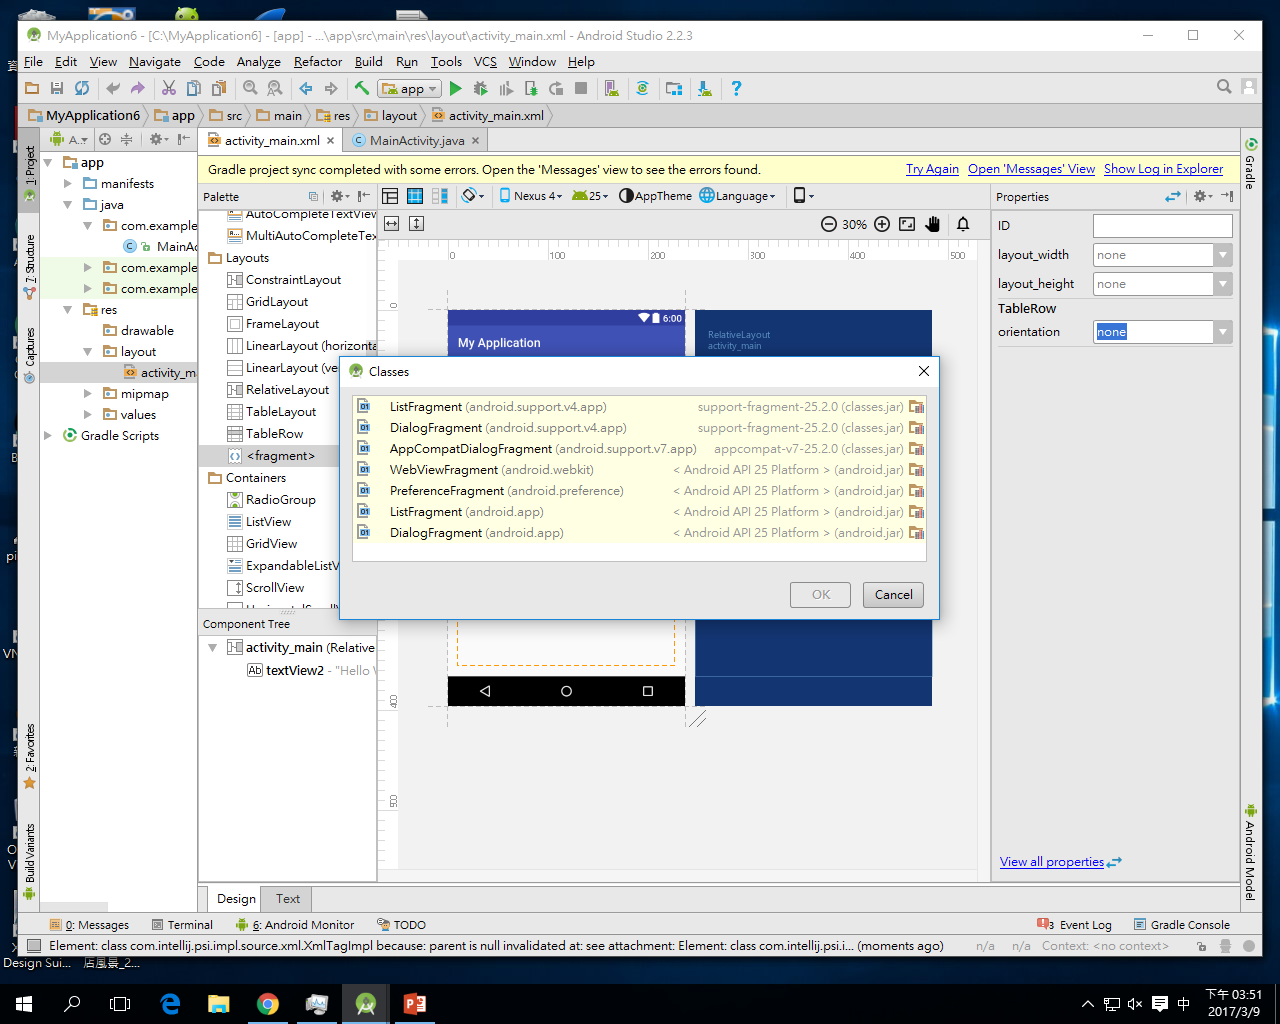 MyApplication6 - [C:\MyApplication6] - [app] - ...\app\src\main\res\layout\activity_main.xml - Android Studio 2.2.3
File Edit View Navigate Code Analyze Refactor Build Run Tools VCS Window Help
app
MyApplication6 app src main res layout activity_main.xml
A..
activity_main.xml
MainActivity.java
Gradle project sync completed with some errors. Open the 'Messages' view to see the errors found.
Try Again Open 'Messages' View Show Log in Explorer
1: Project
7: Structure
Captures
2: Favorites
Build Variants
app
manifests
java
com.example
MainAc
com.example
com.example
res
drawable
layout
activity_ma
mipmap
values
Gradle Scripts
Palette
AutoCompleteTextView
MultiAutoCompleteTex
Layouts
ConstraintLayout
GridLayout
FrameLayout
LinearLayout (horizonta
LinearLayout (ver
RelativeLayout
TableLayout
TableRow
<fragment>
Containers
RadioGroup
ListView
GridView
ExpandableListV
ScrollView
Component Tree
activity_main (Relative
textView2 - "Hello W
Nexus 4 25 AppTheme Language
30%
0 100 200 300 400 500
0
400
500
6:00
My Application
RelativeLayout
activity_main
Classes
ListFragment (android.support.v4.app) support-fragment-25.2.0 (classes.jar)
DialogFragment (android.support.v4.app) support-fragment-25.2.0 (classes.jar)
AppCompatDialogFragment (android.support.v7.app) appcompat-v7-25.2.0 (classes.jar)
WebViewFragment (android.webkit) < Android API 25 Platform > (android.jar)
PreferenceFragment (android.preference) < Android API 25 Platform > (android.jar)
ListFragment (android.app) < Android API 25 Platform > (android.jar)
DialogFragment (android.app) < Android API 25 Platform > (android.jar)
OK Cancel
Properties
ID
layout_width none
layout_height none
TableRow
orientation none
View all properties
Gradle
Android Model
Design Text
0: Messages Terminal 6: Android Monitor TODO
3 Event Log Gradle Console
Element: class com.intellij.psi.impl.source.xml.XmlTagImpl because: parent is null invalidated at: see attachment: Element: class com.intellij.psi.i... (moments ago)
n/a n/a Context: <no context>
Design Sui...
中
下午 03:51
2017/3/9